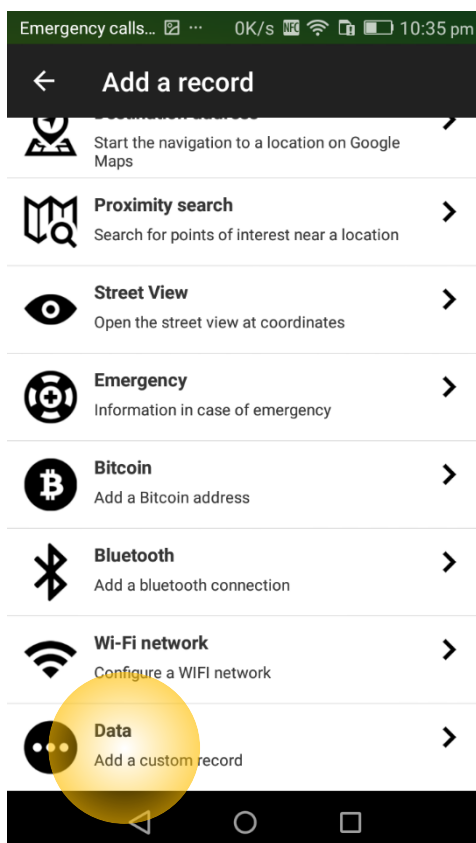 Emergency calls... ... 0K/s NFC 10:35 pm
Add a record
Destination address
Start the navigation to a location on Google
Maps
Proximity search
Search for points of interest near a location
Street View
Open the street view at coordinates
Emergency
Information in case of emergency
Bitcoin
Add a Bitcoin address
Bluetooth
Add a bluetooth connection
Wi-Fi network
Configure a WIFI network
Data
Add a custom record